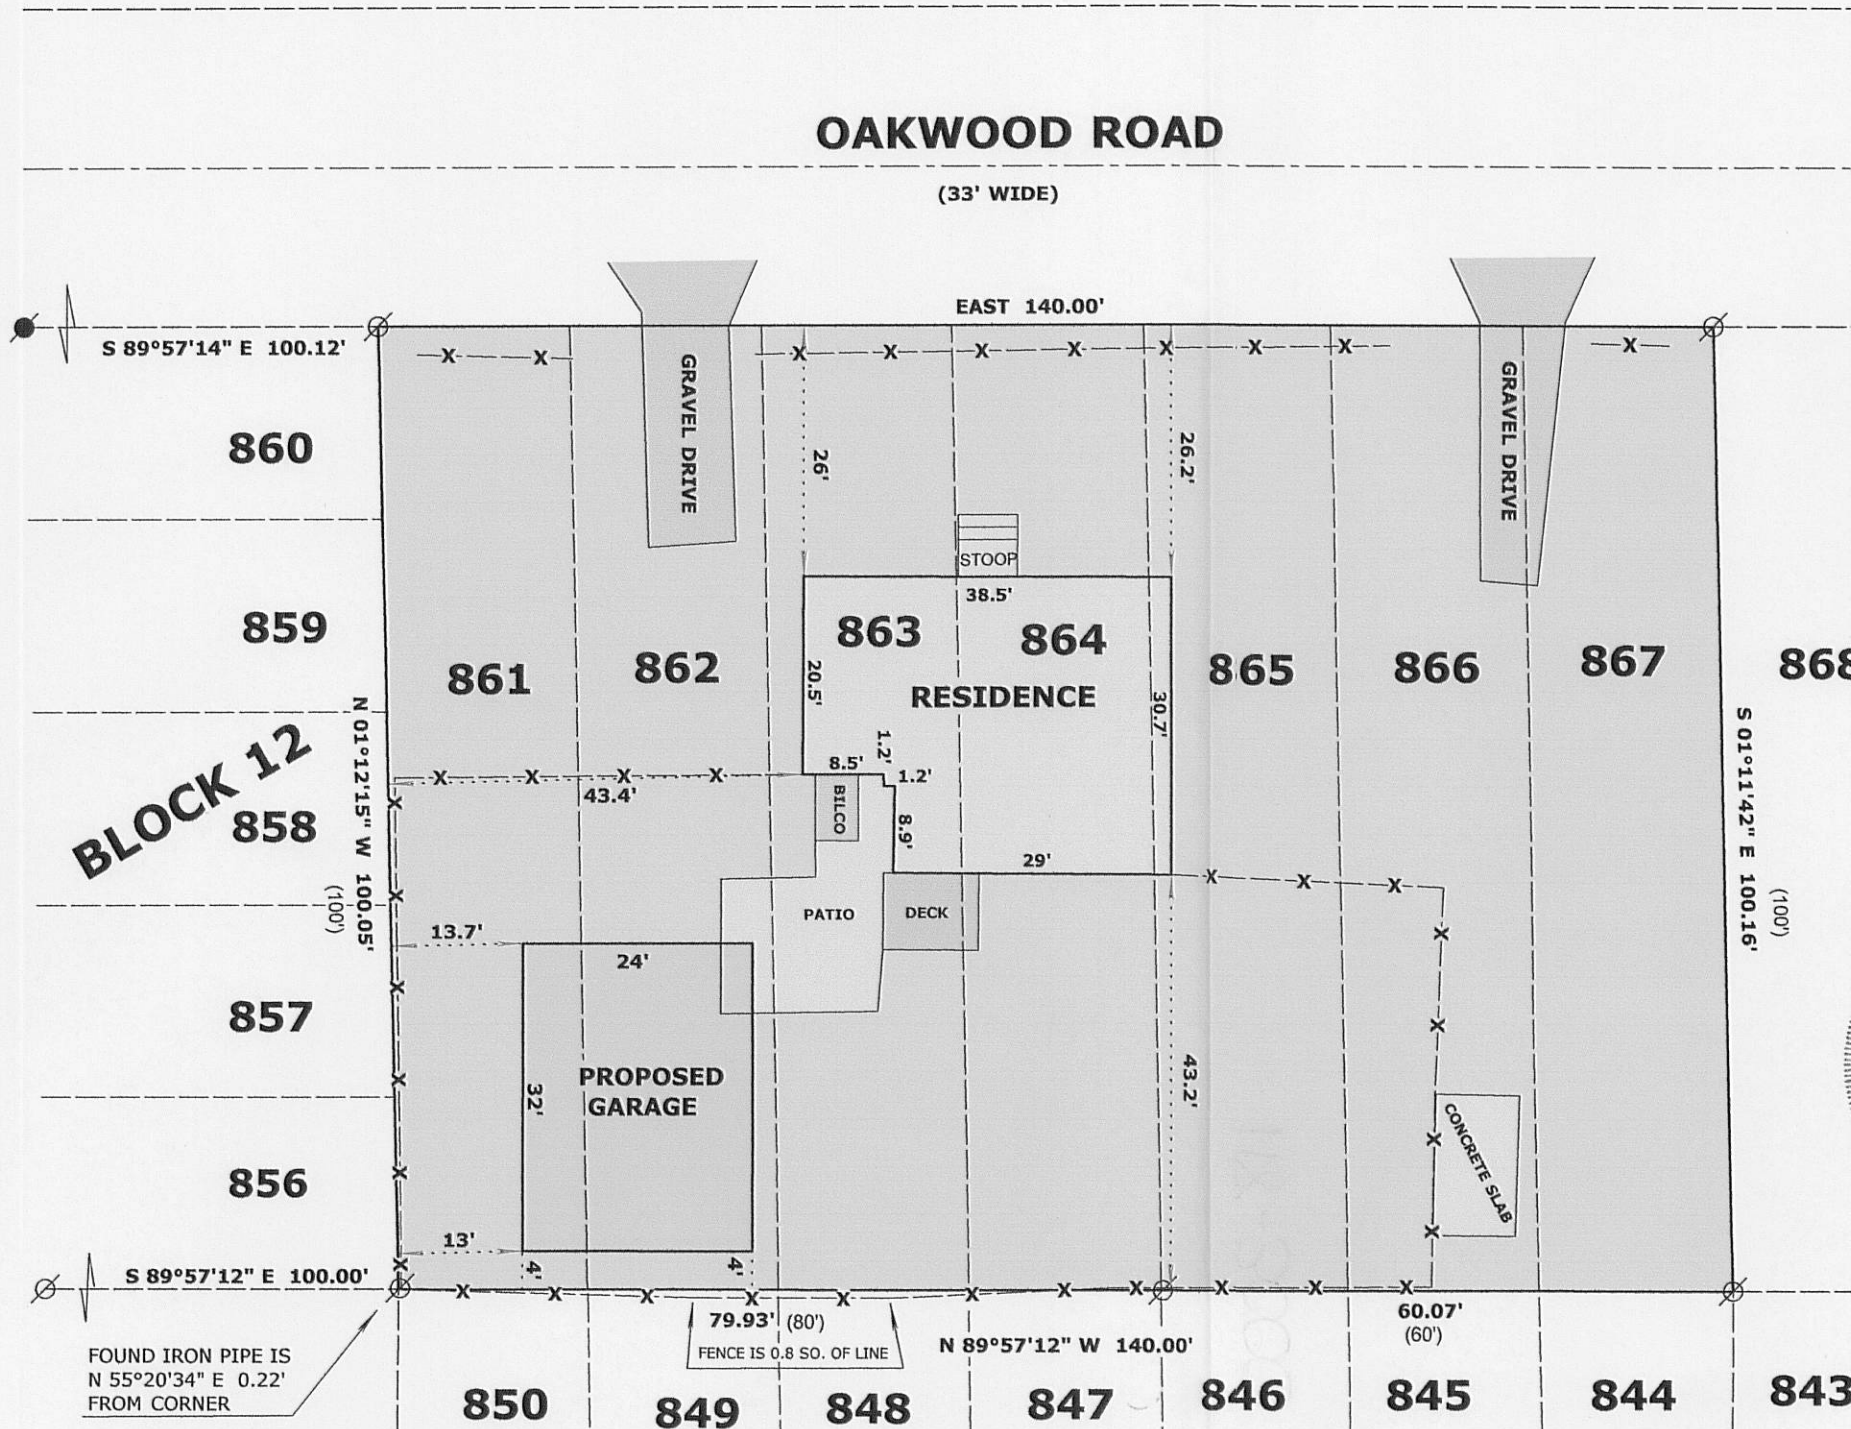 OAKWOOD ROAD
(33' WIDE)
EAST 140.00'
S 89°57'14" E 100.12'
X X X X X X X X X X
GRAVEL DRIVE
GRAVEL DRIVE
860
26'
26.2'
STOOP
38.5'
859
861
862
863
864
865
866
867
868
RESIDENCE
20.5'
30.7'
1.2'
8.5'
1.2'
BLOCK 12
N 01°12'15" W 100.05'
(100')
S 01°11'42" E 100.16'
(100')
X X X X
43.4'
858
BILCO
8.9'
29'
X X X
PATIO
DECK
13.7'
24'
857
PROPOSED
GARAGE
32'
43.2'
CONCRETE SLAB
X X X X X X
X X X X
856
13'
4'
4'
S 89°57'12" E 100.00'
X X X X X X X X X X X
79.93' (80')
60.07'
(60')
FENCE IS 0.8 SO. OF LINE
N 89°57'12" W 140.00'
FOUND IRON PIPE IS
N 55°20'34" E 0.22'
FROM CORNER
850
849
848
847
846
845
844
843